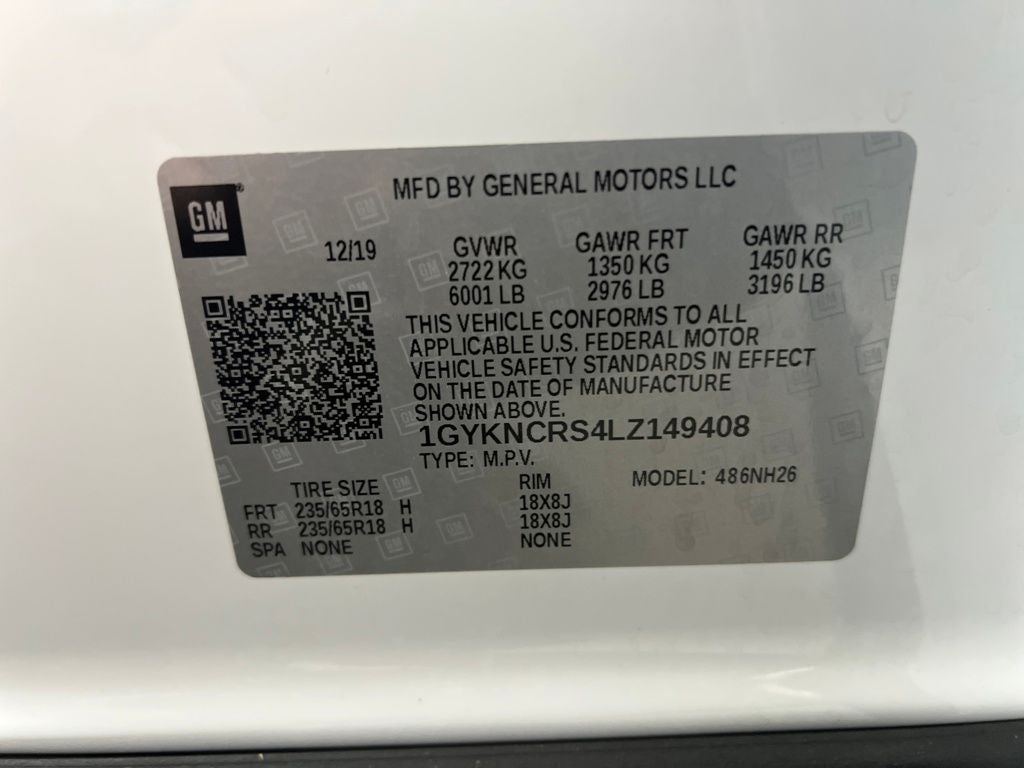 GM®
MFD BY GENERAL MOTORS LLC
12/19 GVWR GAWR FRT GAWR RR
2722 KG 1350 KG 1450 KG
6001 LB 2976 LB 3196 LB
THIS VEHICLE CONFORMS TO ALL
APPLICABLE U.S. FEDERAL MOTOR
VEHICLE SAFETY STANDARDS IN EFFECT
ON THE DATE OF MANUFACTURE
SHOWN ABOVE.
1GYKNCRS4LZ149408
TYPE: M.P.V. MODEL: 486NH26
TIRE SIZE RIM
FRT 235/65R18 H 18X8J
RR 235/65R18 H 18X8J
SPA NONE NONE